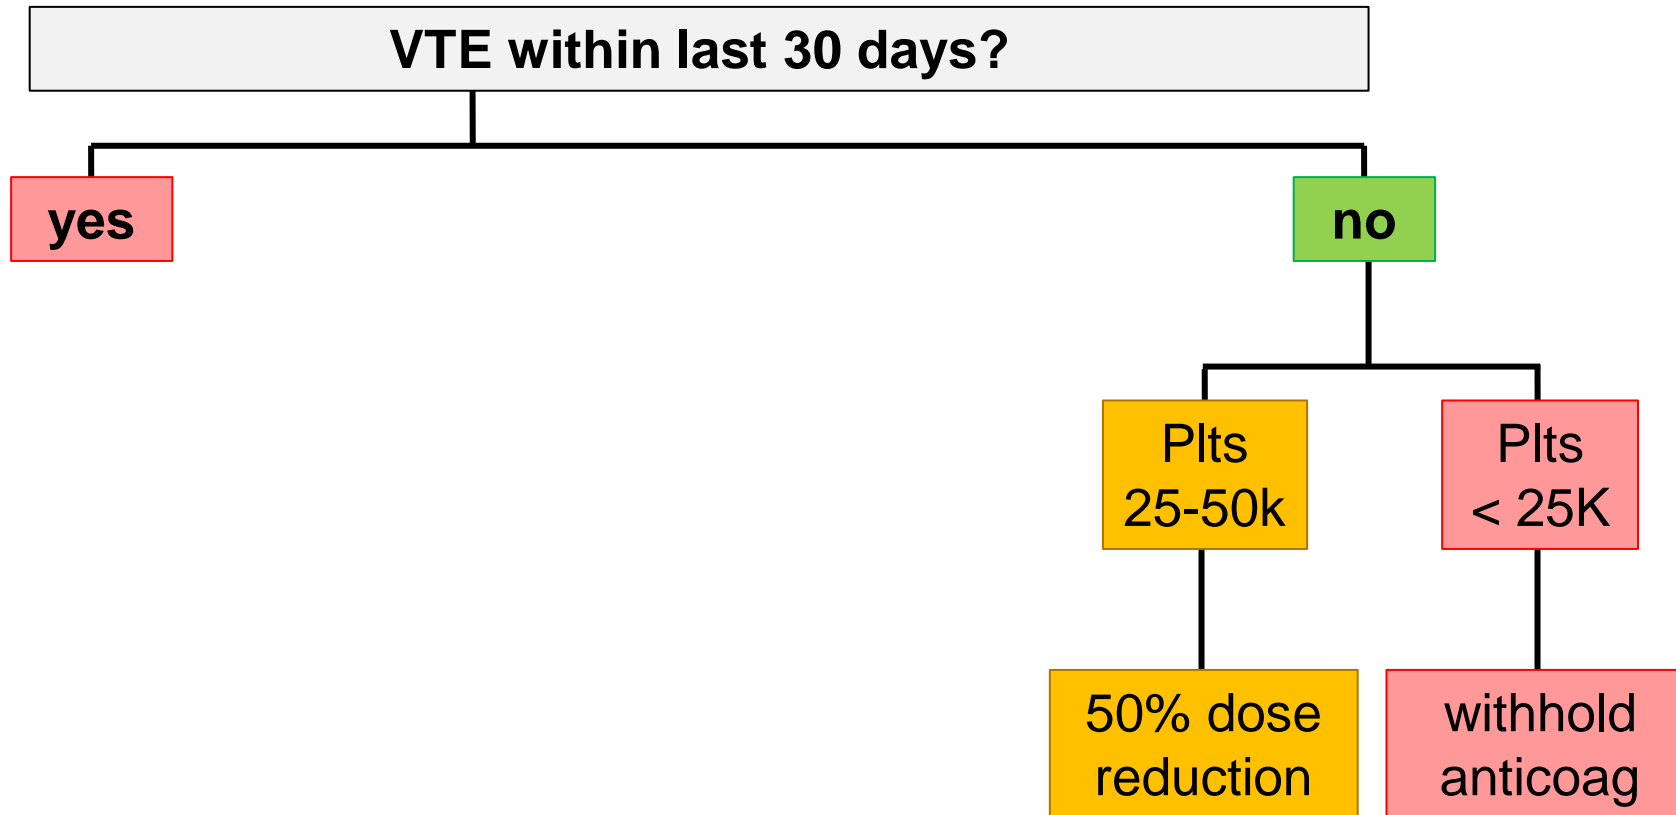 VTE within last 30 days?
yes
no
Plts
25-50k
Plts
< 25K
50% dose
reduction
withhold
anticoag